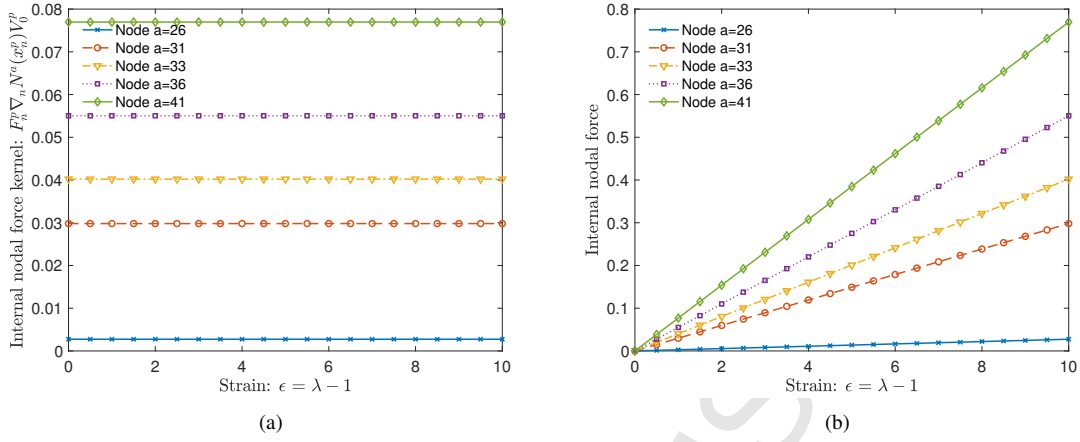 Internal nodal force kernel: $F_n^p \nabla_n N^a(x_n^p) V_0^p$
0.08
0.07
0.06
0.05
0.04
0.03
0.02
0.01
0
Node a=26
Node a=31
Node a=33
Node a=36
Node a=41
0 2 4 6 8 10
Strain: ϵ = λ − 1
(a)
Internal nodal force
0.8
0.7
0.6
0.5
0.4
0.3
0.2
0.1
0
Node a=26
Node a=31
Node a=33
Node a=36
Node a=41
0 2 4 6 8 10
Strain: ϵ = λ − 1
(b)